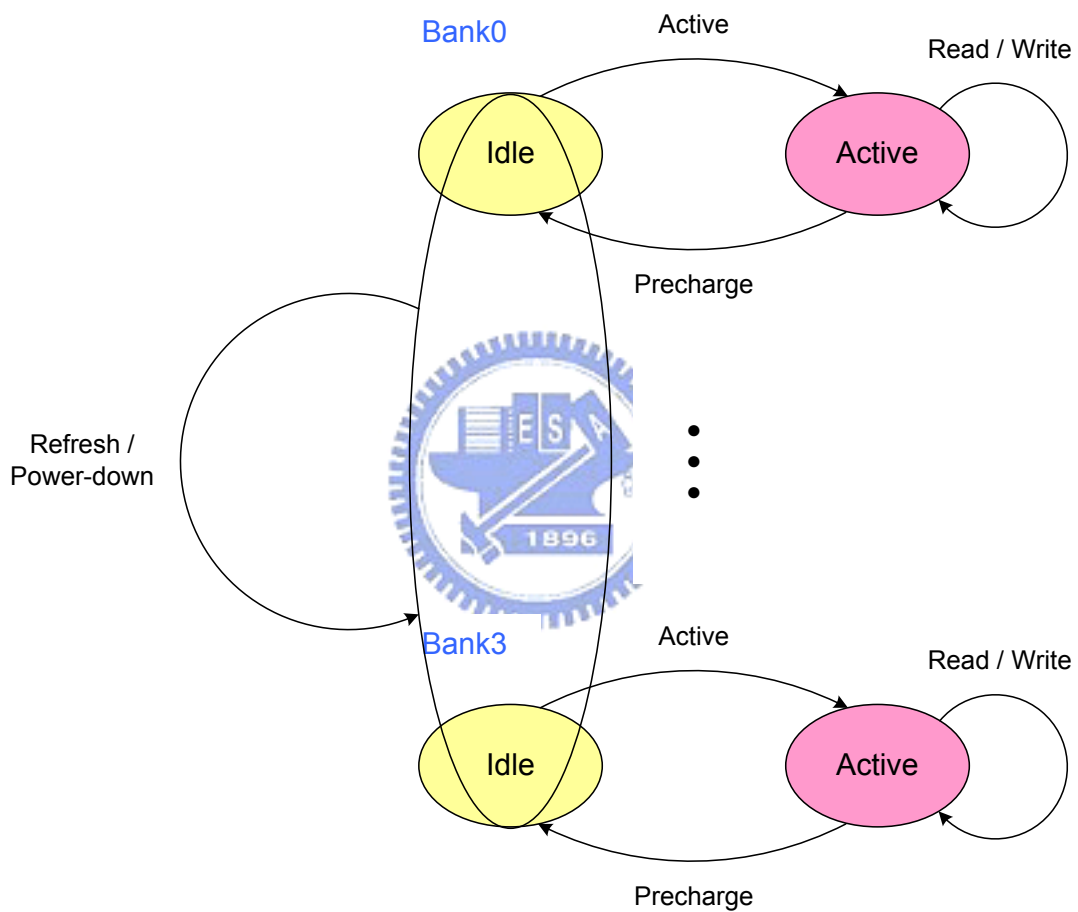 Bank0
Active
Read / Write
Idle
Active
Precharge
Refresh /
Power-down
E S A
1896
Bank3
Active
Read / Write
Idle
Active
Precharge